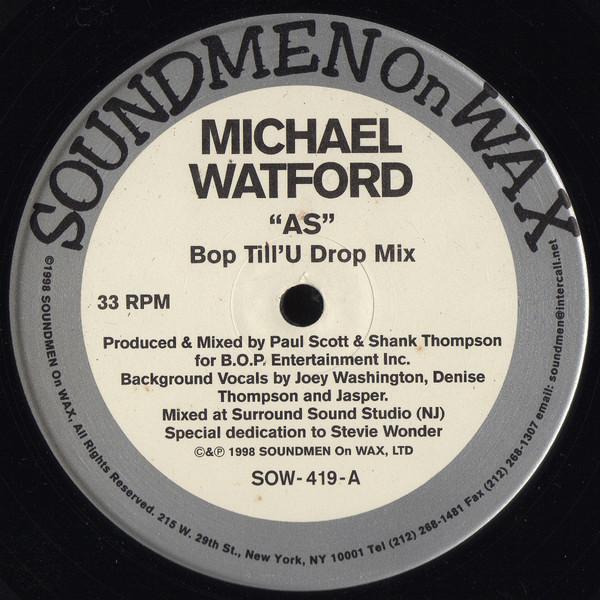 SOUNDMEN On WAX
MICHAEL
WATFORD
“AS”
Bop Till'U Drop Mix
33 RPM
Produced & Mixed by Paul Scott & Shank Thompson
for B.O.P. Entertainment Inc.
Background Vocals by Joey Washington, Denise
Thompson and Jasper.
Mixed at Surround Sound Studio (NJ)
Special dedication to Stevie Wonder
©&℗ 1998 SOUNDMEN On WAX, LTD
SOW-419-A
©1998 SOUNDMEN On WAX, All Rights Reserved. 215 W. 29th St., New York, NY 10001 Tel (212) 268-1481 Fax (212) 268-1307 email: soundmen@intercall.net